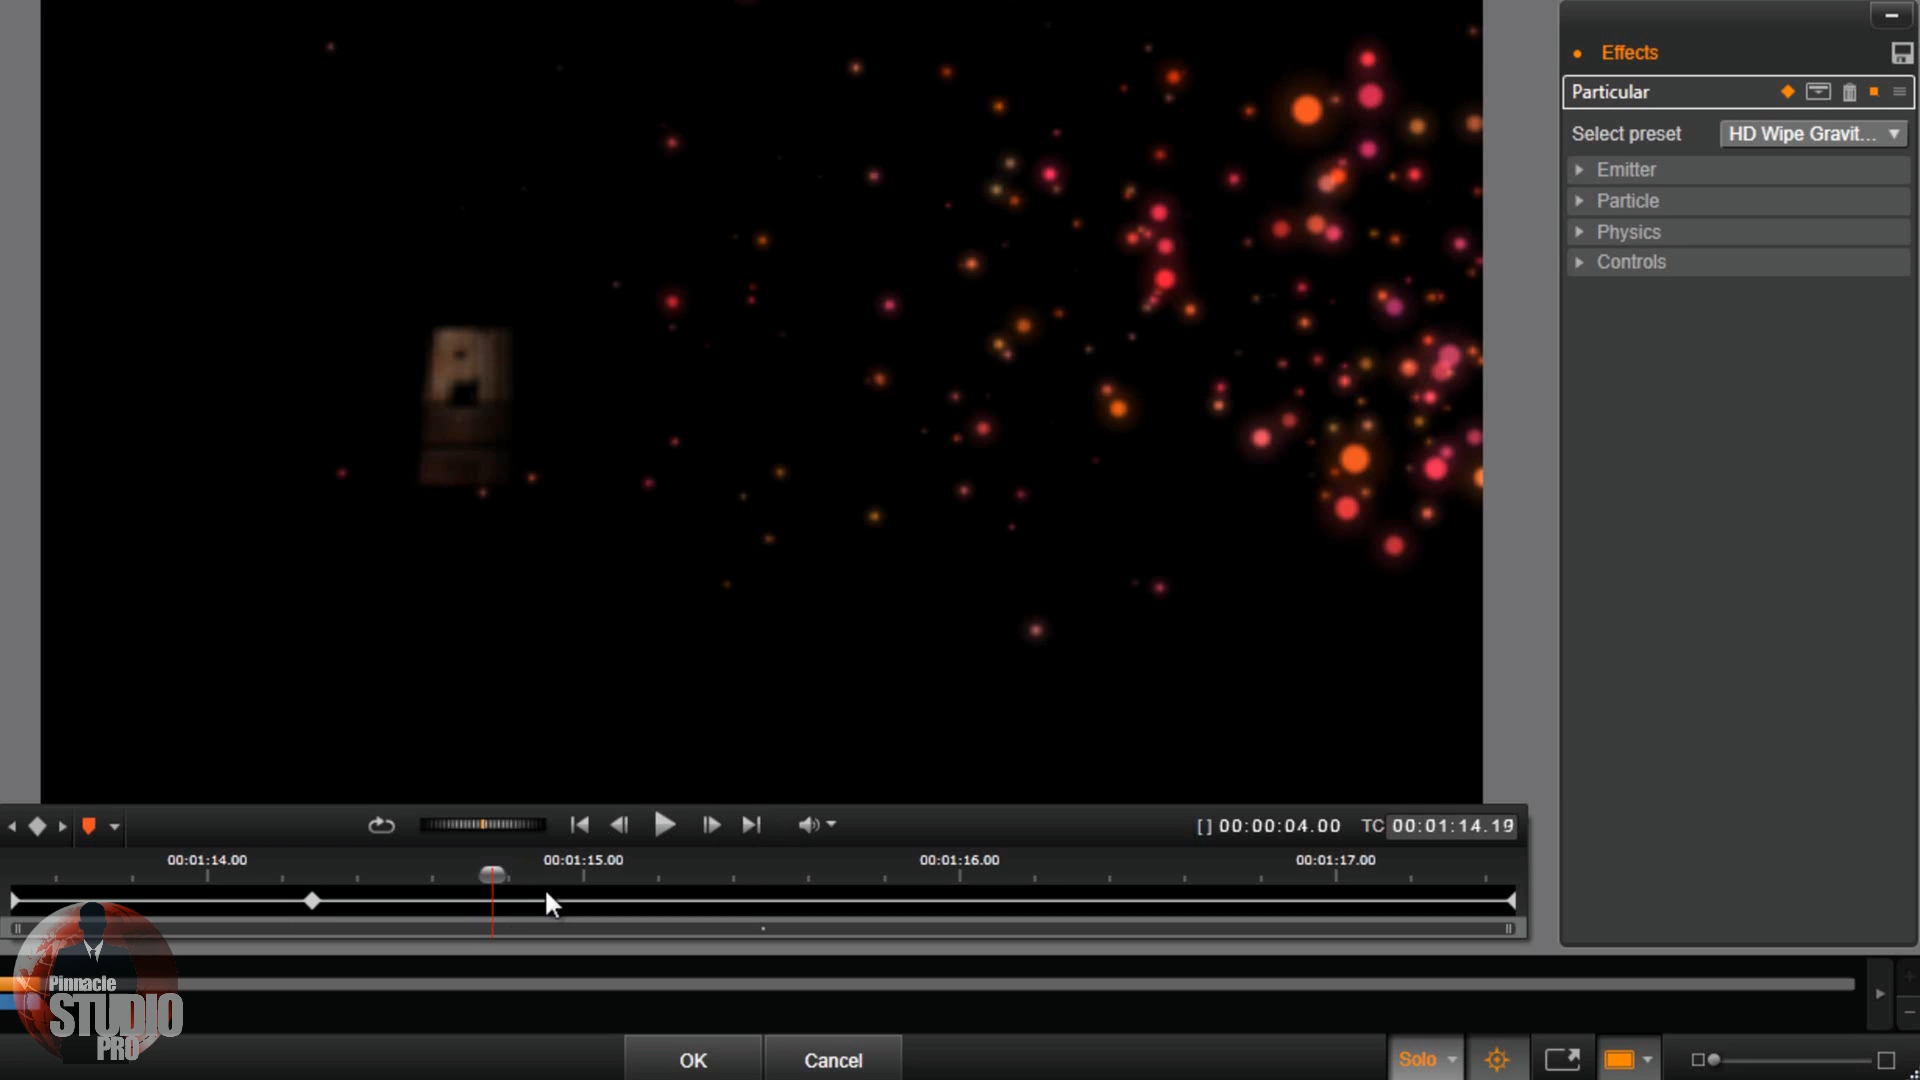 Effects
Particular
Select preset
HD Wipe Gravit...
Emitter
Particle
Physics
Controls
[] 00:00:04.00 TC 00:01:14.19
00:01:14.00 00:01:15.00 00:01:16.00 00:01:17.00
Pinnacle
STUDIO
PRO
OK Cancel Solo